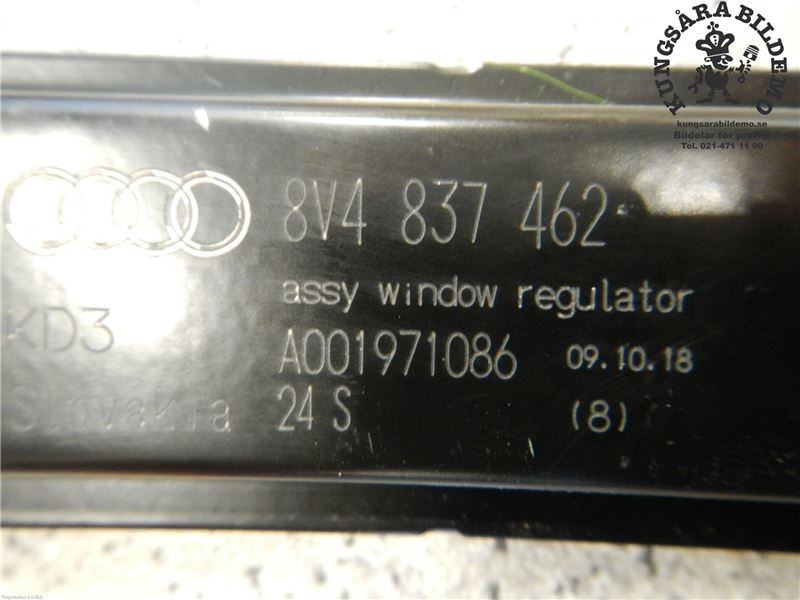 KUNGSÅRA BILDEMO
kungsarabildemo.se
Bildelar för
Tel. 021-471 11 00
8V4 837 462
assy window regulator
KD3
A001971086 09.10.18
Slovakia 24 S (8)